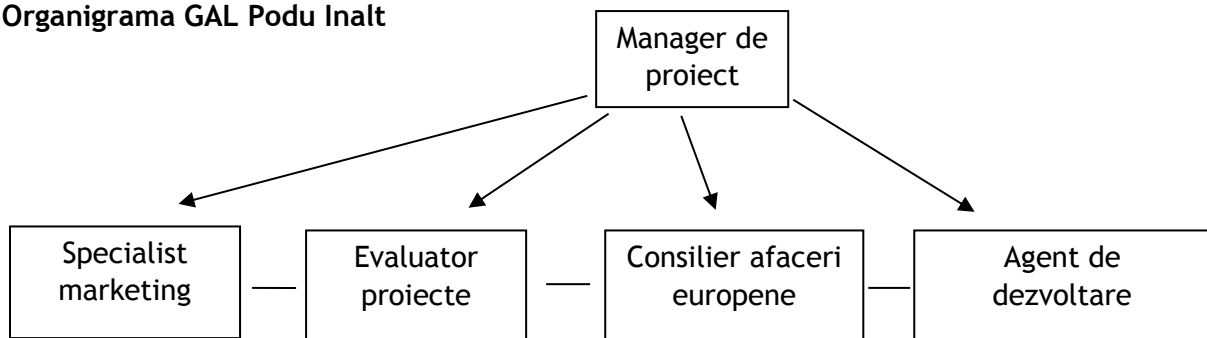 Organigrama GAL Podu Inalt
Manager de
proiect
Specialist
marketing
Evaluator
proiecte
Consilier afaceri
europene
Agent de
dezvoltare